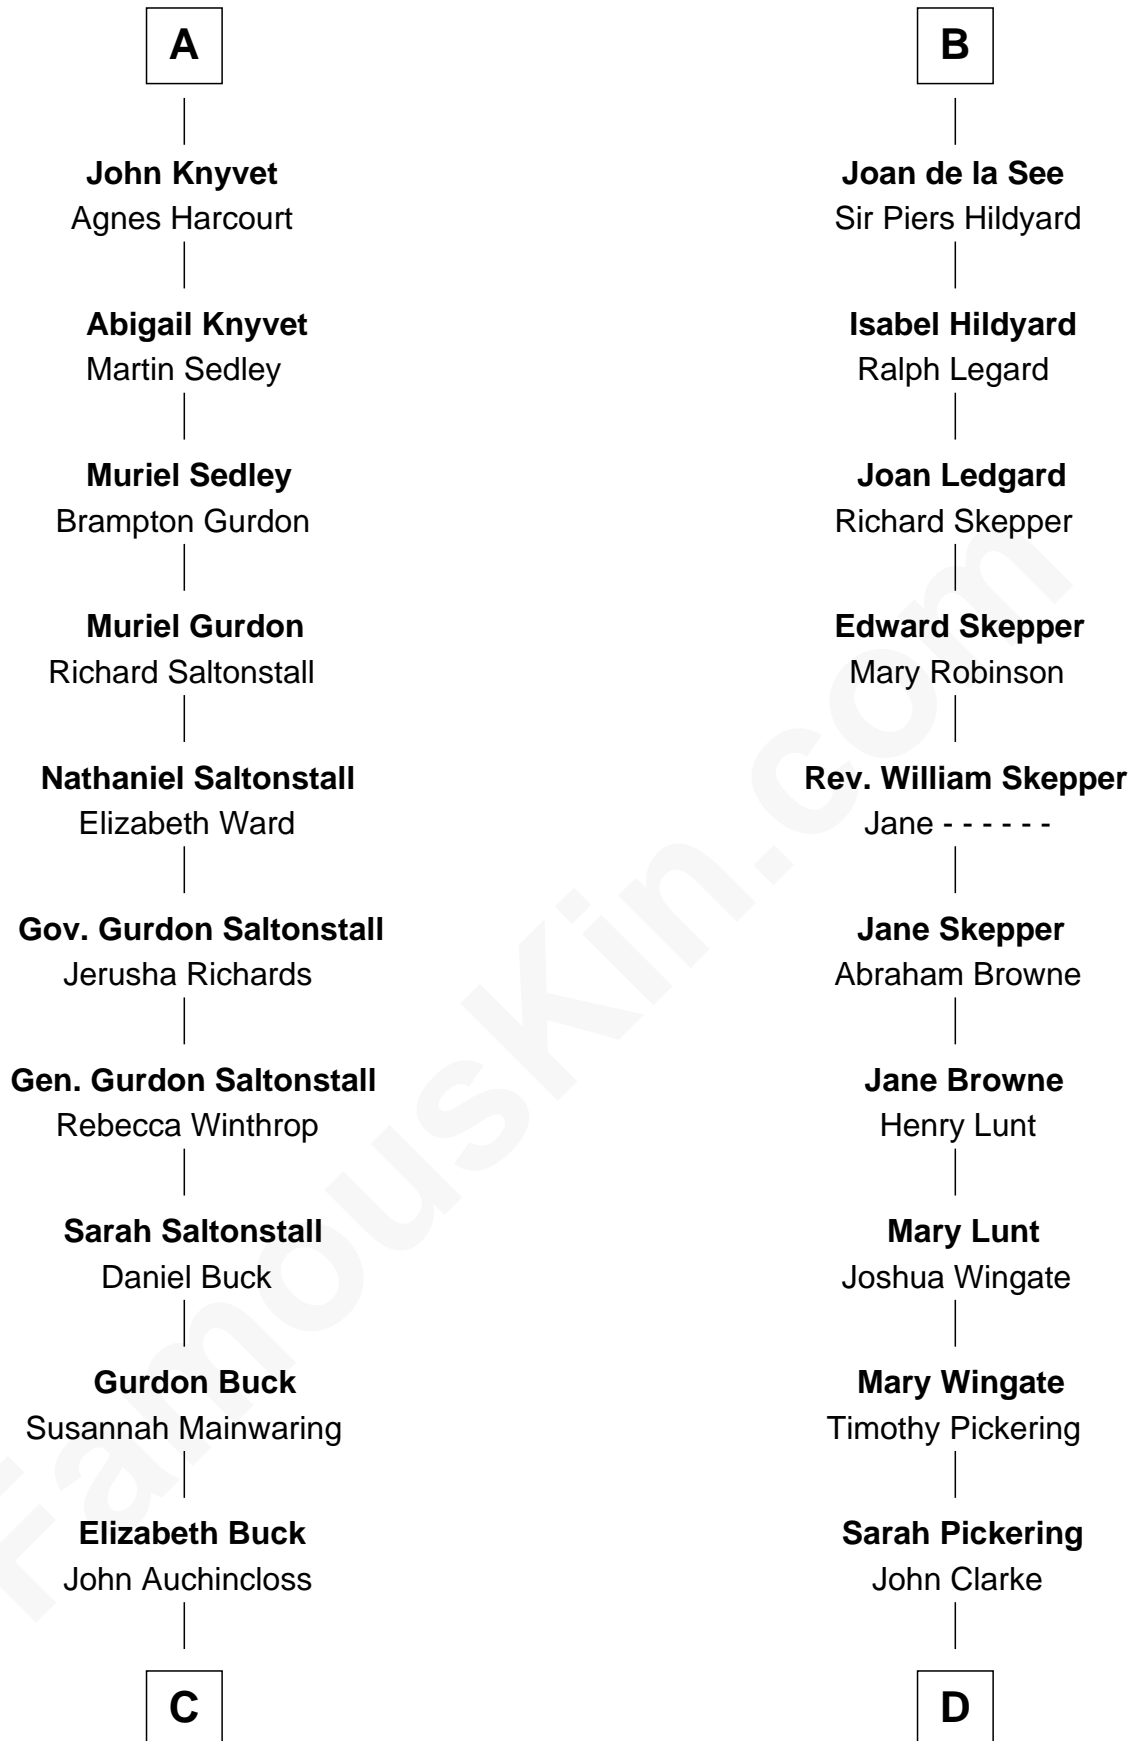 A
John Knyvet
Agnes Harcourt
Abigail Knyvet
Martin Sedley
Muriel Sedley
Brampton Gurdon
Muriel Gurdon
Richard Saltonstall
Nathaniel Saltonstall
Elizabeth Ward
Gov. Gurdon Saltonstall
Jerusha Richards
Gen. Gurdon Saltonstall
Rebecca Winthrop
Sarah Saltonstall
Daniel Buck
Gurdon Buck
Susannah Mainwaring
Elizabeth Buck
John Auchincloss
C
B
Joan de la See
Sir Piers Hildyard
Isabel Hildyard
Ralph Legard
Joan Ledgard
Richard Skepper
Edward Skepper
Mary Robinson
Rev. William Skepper
Jane - - - - - -
Jane Skepper
Abraham Browne
Jane Browne
Henry Lunt
Mary Lunt
Joshua Wingate
Mary Wingate
Timothy Pickering
Sarah Pickering
John Clarke
D
FamousKin.com